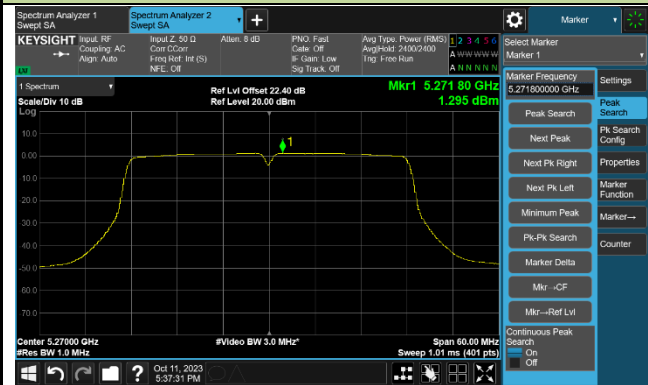 Spectrum Analyzer 1
Swept SA
Spectrum Analyzer 2
Swept SA
+
Marker
KEYSIGHT
Input: RF
Coupling: AC
Align: Auto
Input Z: 50 Ω
Corr CCorr
Freq Ref: Int (S)
NFE: Off
Atten: 8 dB
PNO: Fast
Gate: Off
IF Gain: Low
Sig Track: Off
Avg Type: Power (RMS)
Avg|Hold: 2400/2400
Trig: Free Run
1 2 3 4 5 6
A W W W W W
A N N N N N
LXI
Select Marker
Marker 1
1 Spectrum
Scale/Div 10 dB
Log
Ref Lvl Offset 22.40 dB
Ref Level 20.00 dBm
Mkr1 5.271 80 GHz
1.295 dBm
10.0
0.00
-10.0
-20.0
-30.0
-40.0
-50.0
-60.0
-70.0
1
Center 5.27000 GHz
#Res BW 1.0 MHz
#Video BW 3.0 MHz*
Span 60.00 MHz
Sweep 1.01 ms (401 pts)
Marker Frequency
5.271800000 GHz
Peak Search
Next Peak
Next Pk Right
Next Pk Left
Minimum Peak
Pk-Pk Search
Marker Delta
Mkr→CF
Mkr→Ref Lvl
Continuous Peak
Search
On
Off
Settings
Peak
Search
Pk Search
Config
Properties
Marker
Function
Marker→
Counter
?
Oct 11, 2023
5:37:31 PM